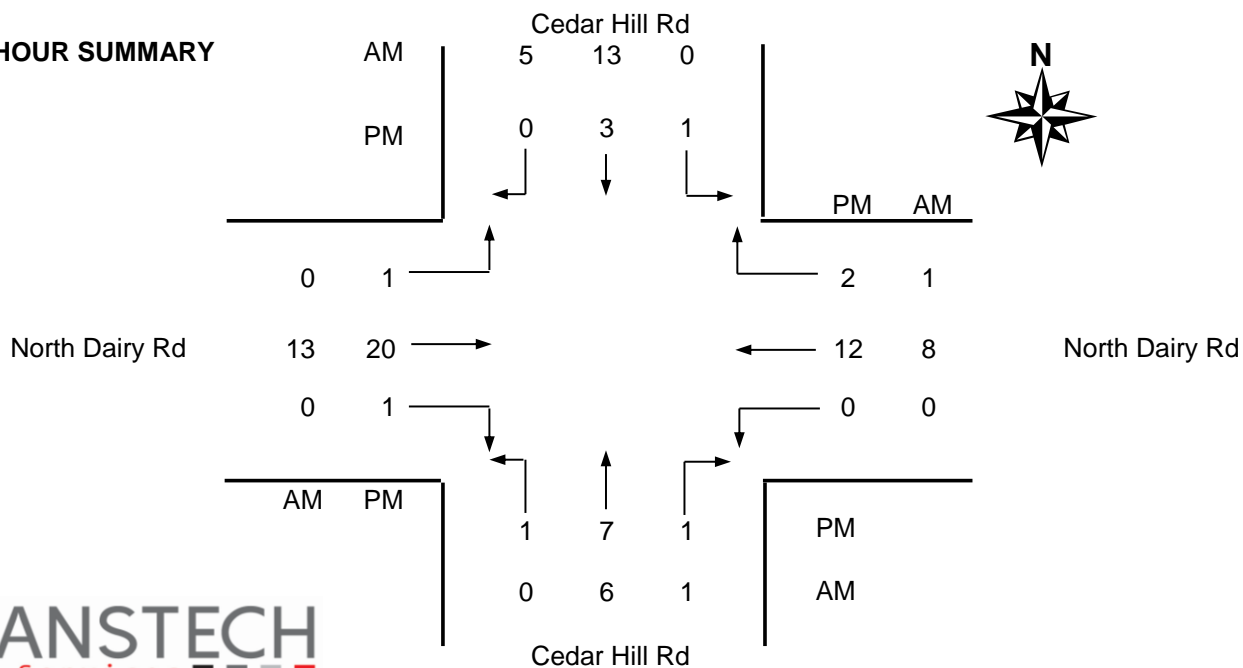 Cedar Hill Rd
HOUR SUMMARY AM 5 13 0 N
PM 0 3 1
PM AM
0 1 2 1
North Dairy Rd 13 20 12 8 North Dairy Rd
0 1 0 0
AM PM
1 7 1 PM
0 6 1 AM
ANSTECH
Cedar Hill Rd